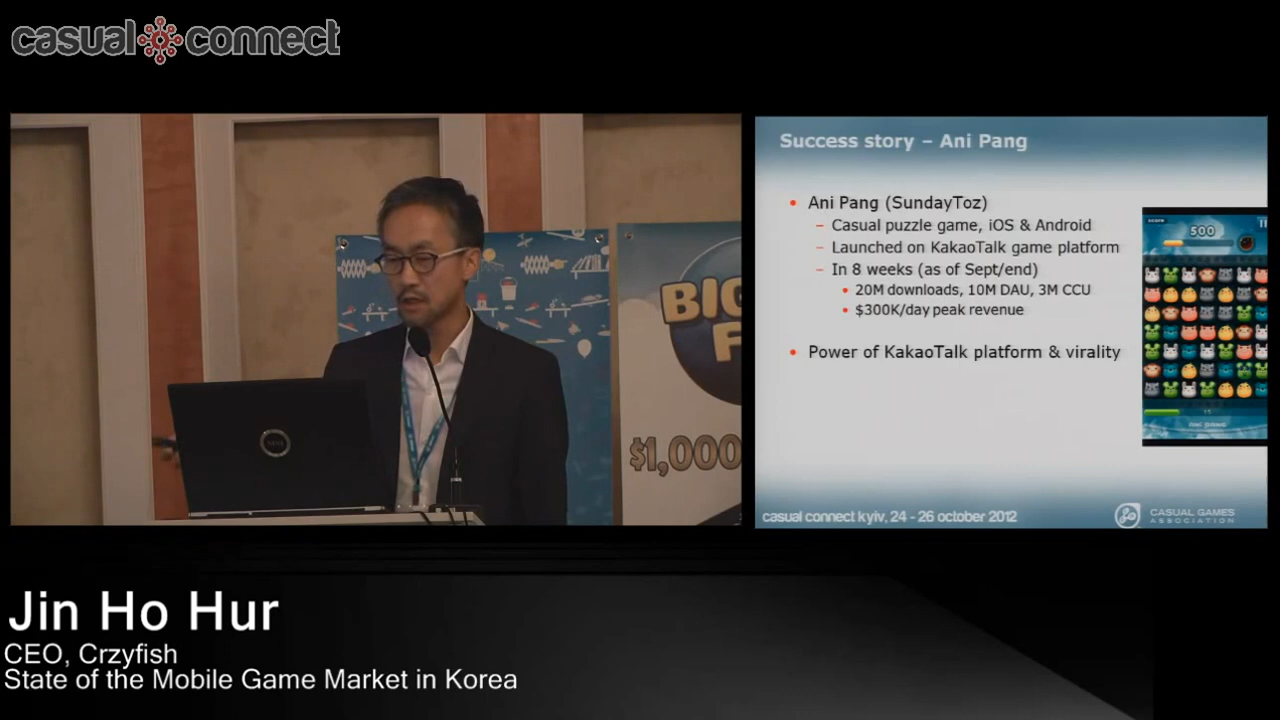 casual connect
BIG
F
$1,000
Success story – Ani Pang
• Ani Pang (SundayToz)
– Casual puzzle game, iOS & Android
– Launched on KakaoTalk game platform
– In 8 weeks (as of Sept/end)
• 20M downloads, 10M DAU, 3M CCU
• $300K/day peak revenue
• Power of KakaoTalk platform & virality
score
500
casual connect kyiv, 24 - 26 october 2012
CASUAL GAMES
ASSOCIATION
Jin Ho Hur
CEO, Crzyfish
State of the Mobile Game Market in Korea